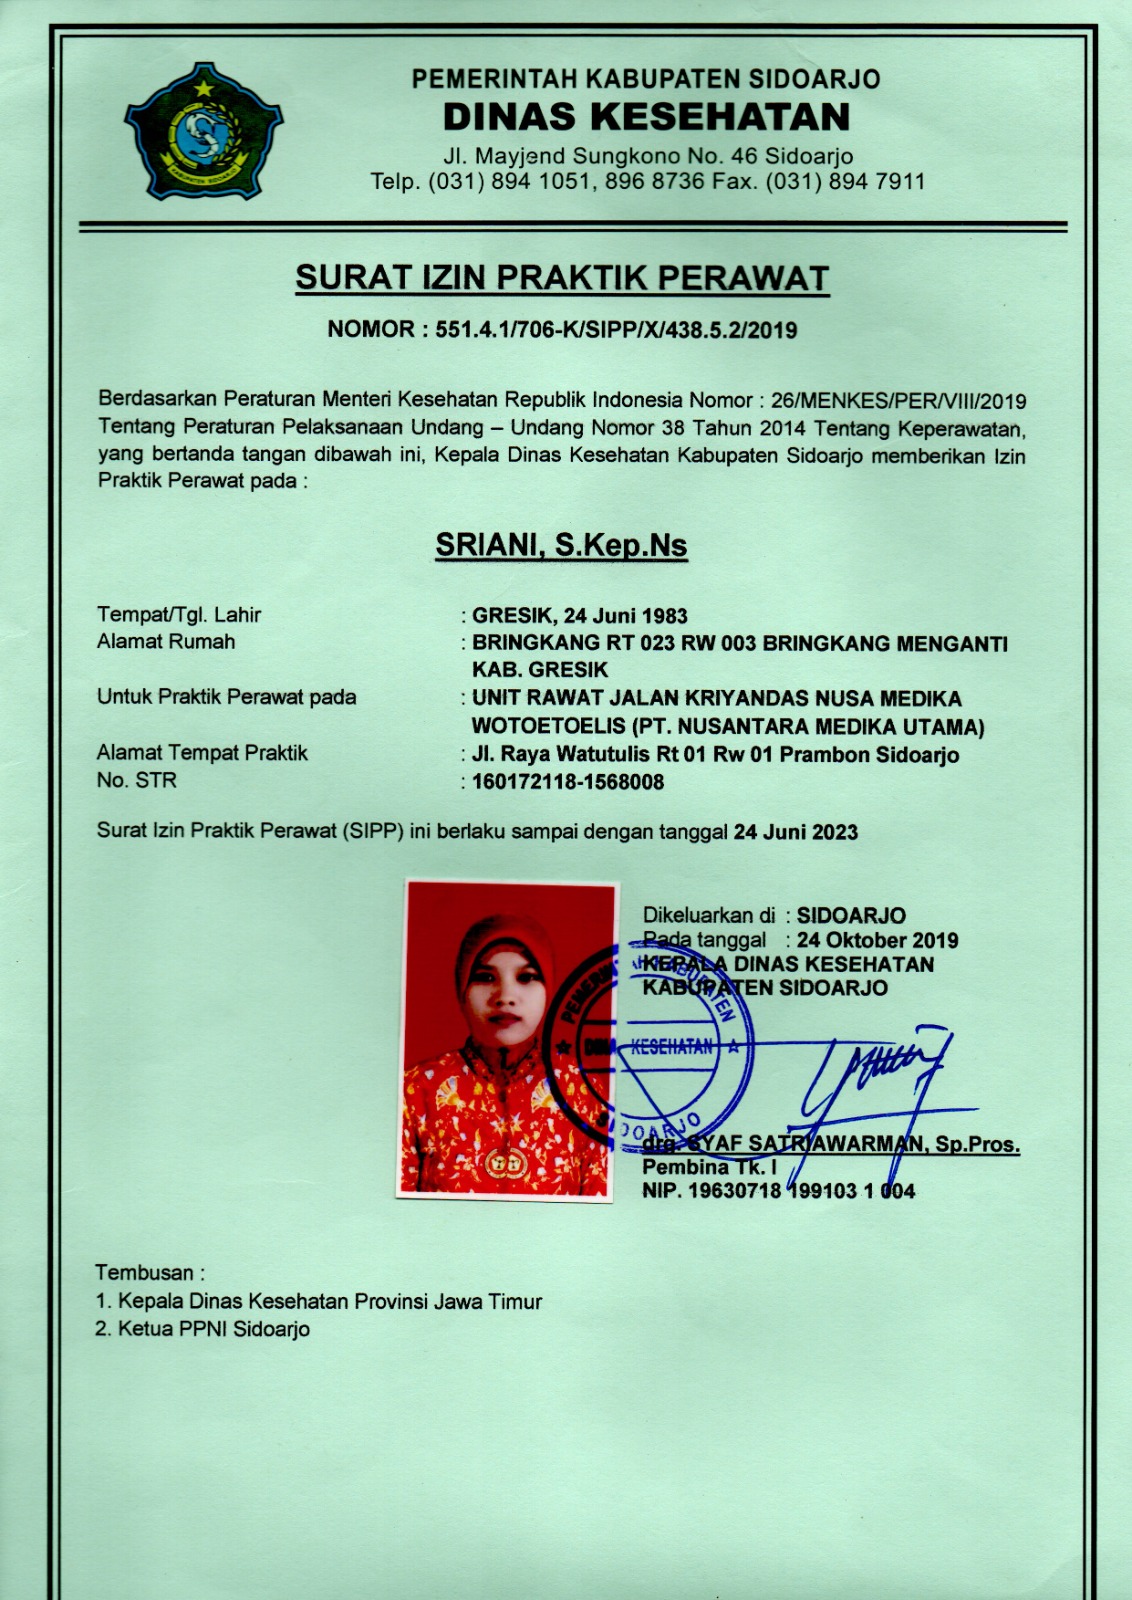 PEMERINTAH KABUPATEN SIDOARJO
DINAS KESEHATAN
Jl. Mayjend Sungkono No. 46 Sidoarjo
Telp. (031) 894 1051, 896 8736 Fax. (031) 894 7911
KABUPATEN SIDOARJO
SURAT IZIN PRAKTIK PERAWAT
NOMOR : 551.4.1/706-K/SIPP/X/438.5.2/2019
Berdasarkan Peraturan Menteri Kesehatan Republik Indonesia Nomor : 26/MENKES/PER/VIII/2019
Tentang Peraturan Pelaksanaan Undang – Undang Nomor 38 Tahun 2014 Tentang Keperawatan,
yang bertanda tangan dibawah ini, Kepala Dinas Kesehatan Kabupaten Sidoarjo memberikan Izin
Praktik Perawat pada :
SRIANI, S.Kep.Ns
Tempat/Tgl. Lahir : GRESIK, 24 Juni 1983
Alamat Rumah : BRINGKANG RT 023 RW 003 BRINGKANG MENGANTI
KAB. GRESIK
Untuk Praktik Perawat pada : UNIT RAWAT JALAN KRIYANDAS NUSA MEDIKA
WOTOETOELIS (PT. NUSANTARA MEDIKA UTAMA)
Alamat Tempat Praktik : Jl. Raya Watutulis Rt 01 Rw 01 Prambon Sidoarjo
No. STR : 160172118-1568008
Surat Izin Praktik Perawat (SIPP) ini berlaku sampai dengan tanggal 24 Juni 2023
Dikeluarkan di : SIDOARJO
Pada tanggal : 24 Oktober 2019
KEPALA DINAS KESEHATAN
KABUPATEN SIDOARJO
PEMERINTAH KABUPATEN
DINAS KESEHATAN
SIDOARJO
drg. SYAF SATRIAWARMAN, Sp.Pros.
Pembina Tk. I
NIP. 19630718 199103 1 004
Tembusan :
1. Kepala Dinas Kesehatan Provinsi Jawa Timur
2. Ketua PPNI Sidoarjo